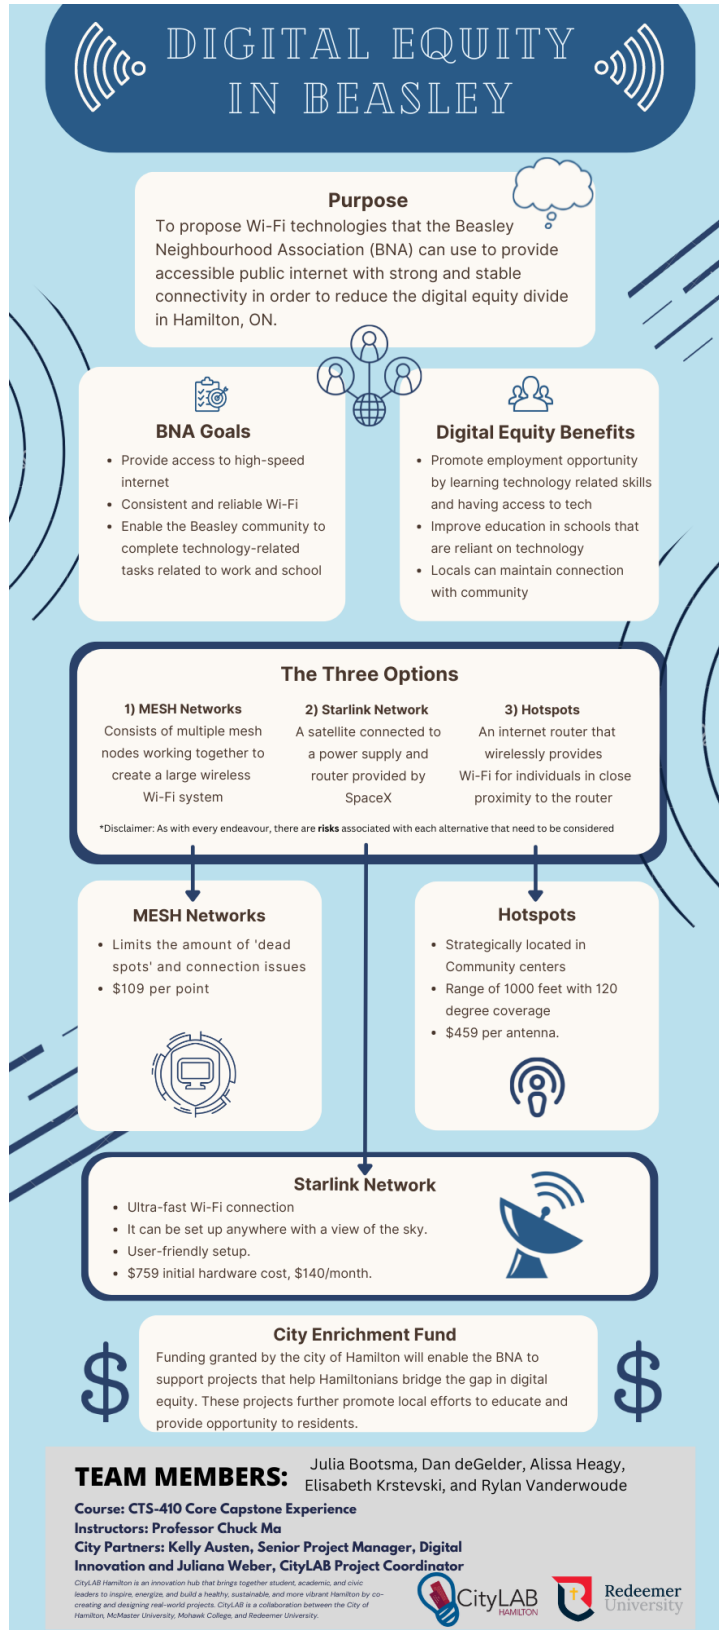 DIGITAL EQUITY
IN BEASLEY
Purpose
To propose Wi-Fi technologies that the Beasley
Neighbourhood Association (BNA) can use to provide
accessible public internet with strong and stable
connectivity in order to reduce the digital equity divide
in Hamilton, ON.
BNA Goals
• Provide access to high-speed
internet
• Consistent and reliable Wi-Fi
• Enable the Beasley community to
complete technology-related
tasks related to work and school
Digital Equity Benefits
• Promote employment opportunity
by learning technology related skills
and having access to tech
• Improve education in schools that
are reliant on technology
• Locals can maintain connection
with community
The Three Options
1) MESH Networks
Consists of multiple mesh
nodes working together to
create a large wireless
Wi-Fi system
2) Starlink Network
A satellite connected to
a power supply and
router provided by
SpaceX
3) Hotspots
An internet router that
wirelessly provides
Wi-Fi for individuals in close
proximity to the router
*Disclaimer: As with every endeavour, there are risks associated with each alternative that need to be considered
MESH Networks
• Limits the amount of 'dead
spots' and connection issues
• $109 per point
Hotspots
• Strategically located in
Community centers
• Range of 1000 feet with 120
degree coverage
• $459 per antenna.
Starlink Network
• Ultra-fast Wi-Fi connection
• It can be set up anywhere with a view of the sky.
• User-friendly setup.
• $759 initial hardware cost, $140/month.
City Enrichment Fund
$
Funding granted by the city of Hamilton will enable the BNA to
support projects that help Hamiltonians bridge the gap in digital
equity. These projects further promote local efforts to educate and
provide opportunity to residents.
$
TEAM MEMBERS:
Julia Bootsma, Dan deGelder, Alissa Heagy,
Elisabeth Krstevski, and Rylan Vanderwoude
Course: CTS-410 Core Capstone Experience
Instructors: Professor Chuck Ma
City Partners: Kelly Austen, Senior Project Manager, Digital
Innovation and Juliana Weber, CityLAB Project Coordinator
CityLAB Hamilton is an innovation hub that brings together student, academic, and civic
leaders to inspire, energize, and build a healthy, sustainable, and more vibrant Hamilton by co-
creating and designing real-world projects. CityLAB is a collaboration between the City of
Hamilton, McMaster University, Mohawk College, and Redeemer University.
CityLAB
HAMILTON
Redeemer
University